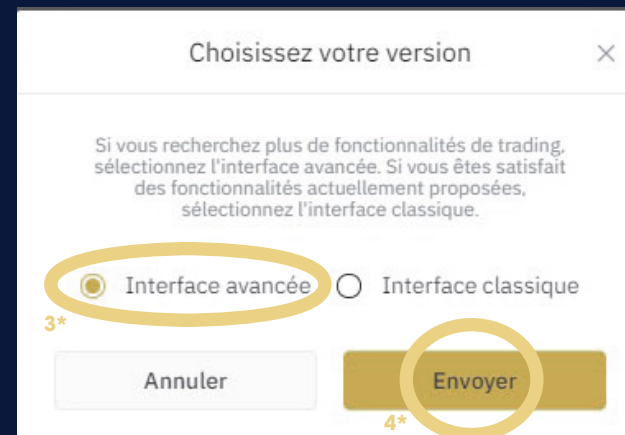 Choisissez votre version
Si vous recherchez plus de fonctionnalités de trading,
sélectionnez l'interface avancée. Si vous êtes satisfait
des fonctionnalités actuellement proposées,
sélectionnez l'interface classique.
Interface avancée Interface classique
3*
Annuler Envoyer
4*